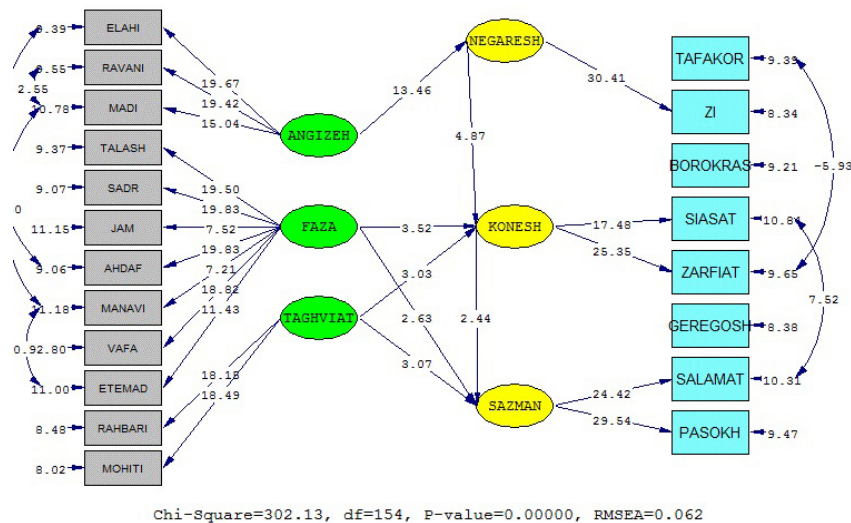 0.39
ELAHI
0.55
RAVANI
2.55
10.78
MADI
9.37
TALASH
9.07
SADR
0
11.15
JAM
9.06
AHDAF
11.18
MANAVI
0.92.80
VAFA
11.00
ETEMAD
8.48
RAHBARI
8.02
MOHITI
19.67
19.42
15.04
ANGIZEH
19.50
19.83
7.52
FAZA
19.83
7.21
18.82
11.43
TAGHVIAT
18.18
18.49
13.46
NEGARESH
30.41
4.87
3.52
KONESH
17.48
25.35
3.03
2.63
2.44
3.07
SAZMAN
24.42
29.54
TAFAKOR
9.39
ZI
8.34
BOROKRAS
9.21
-5.93
SIASAT
10.84
ZARFIAT
9.65
7.52
GEREGOSH
8.38
SALAMAT
10.31
PASOKH
9.47
Chi-Square=302.13, df=154, P-value=0.00000, RMSEA=0.062